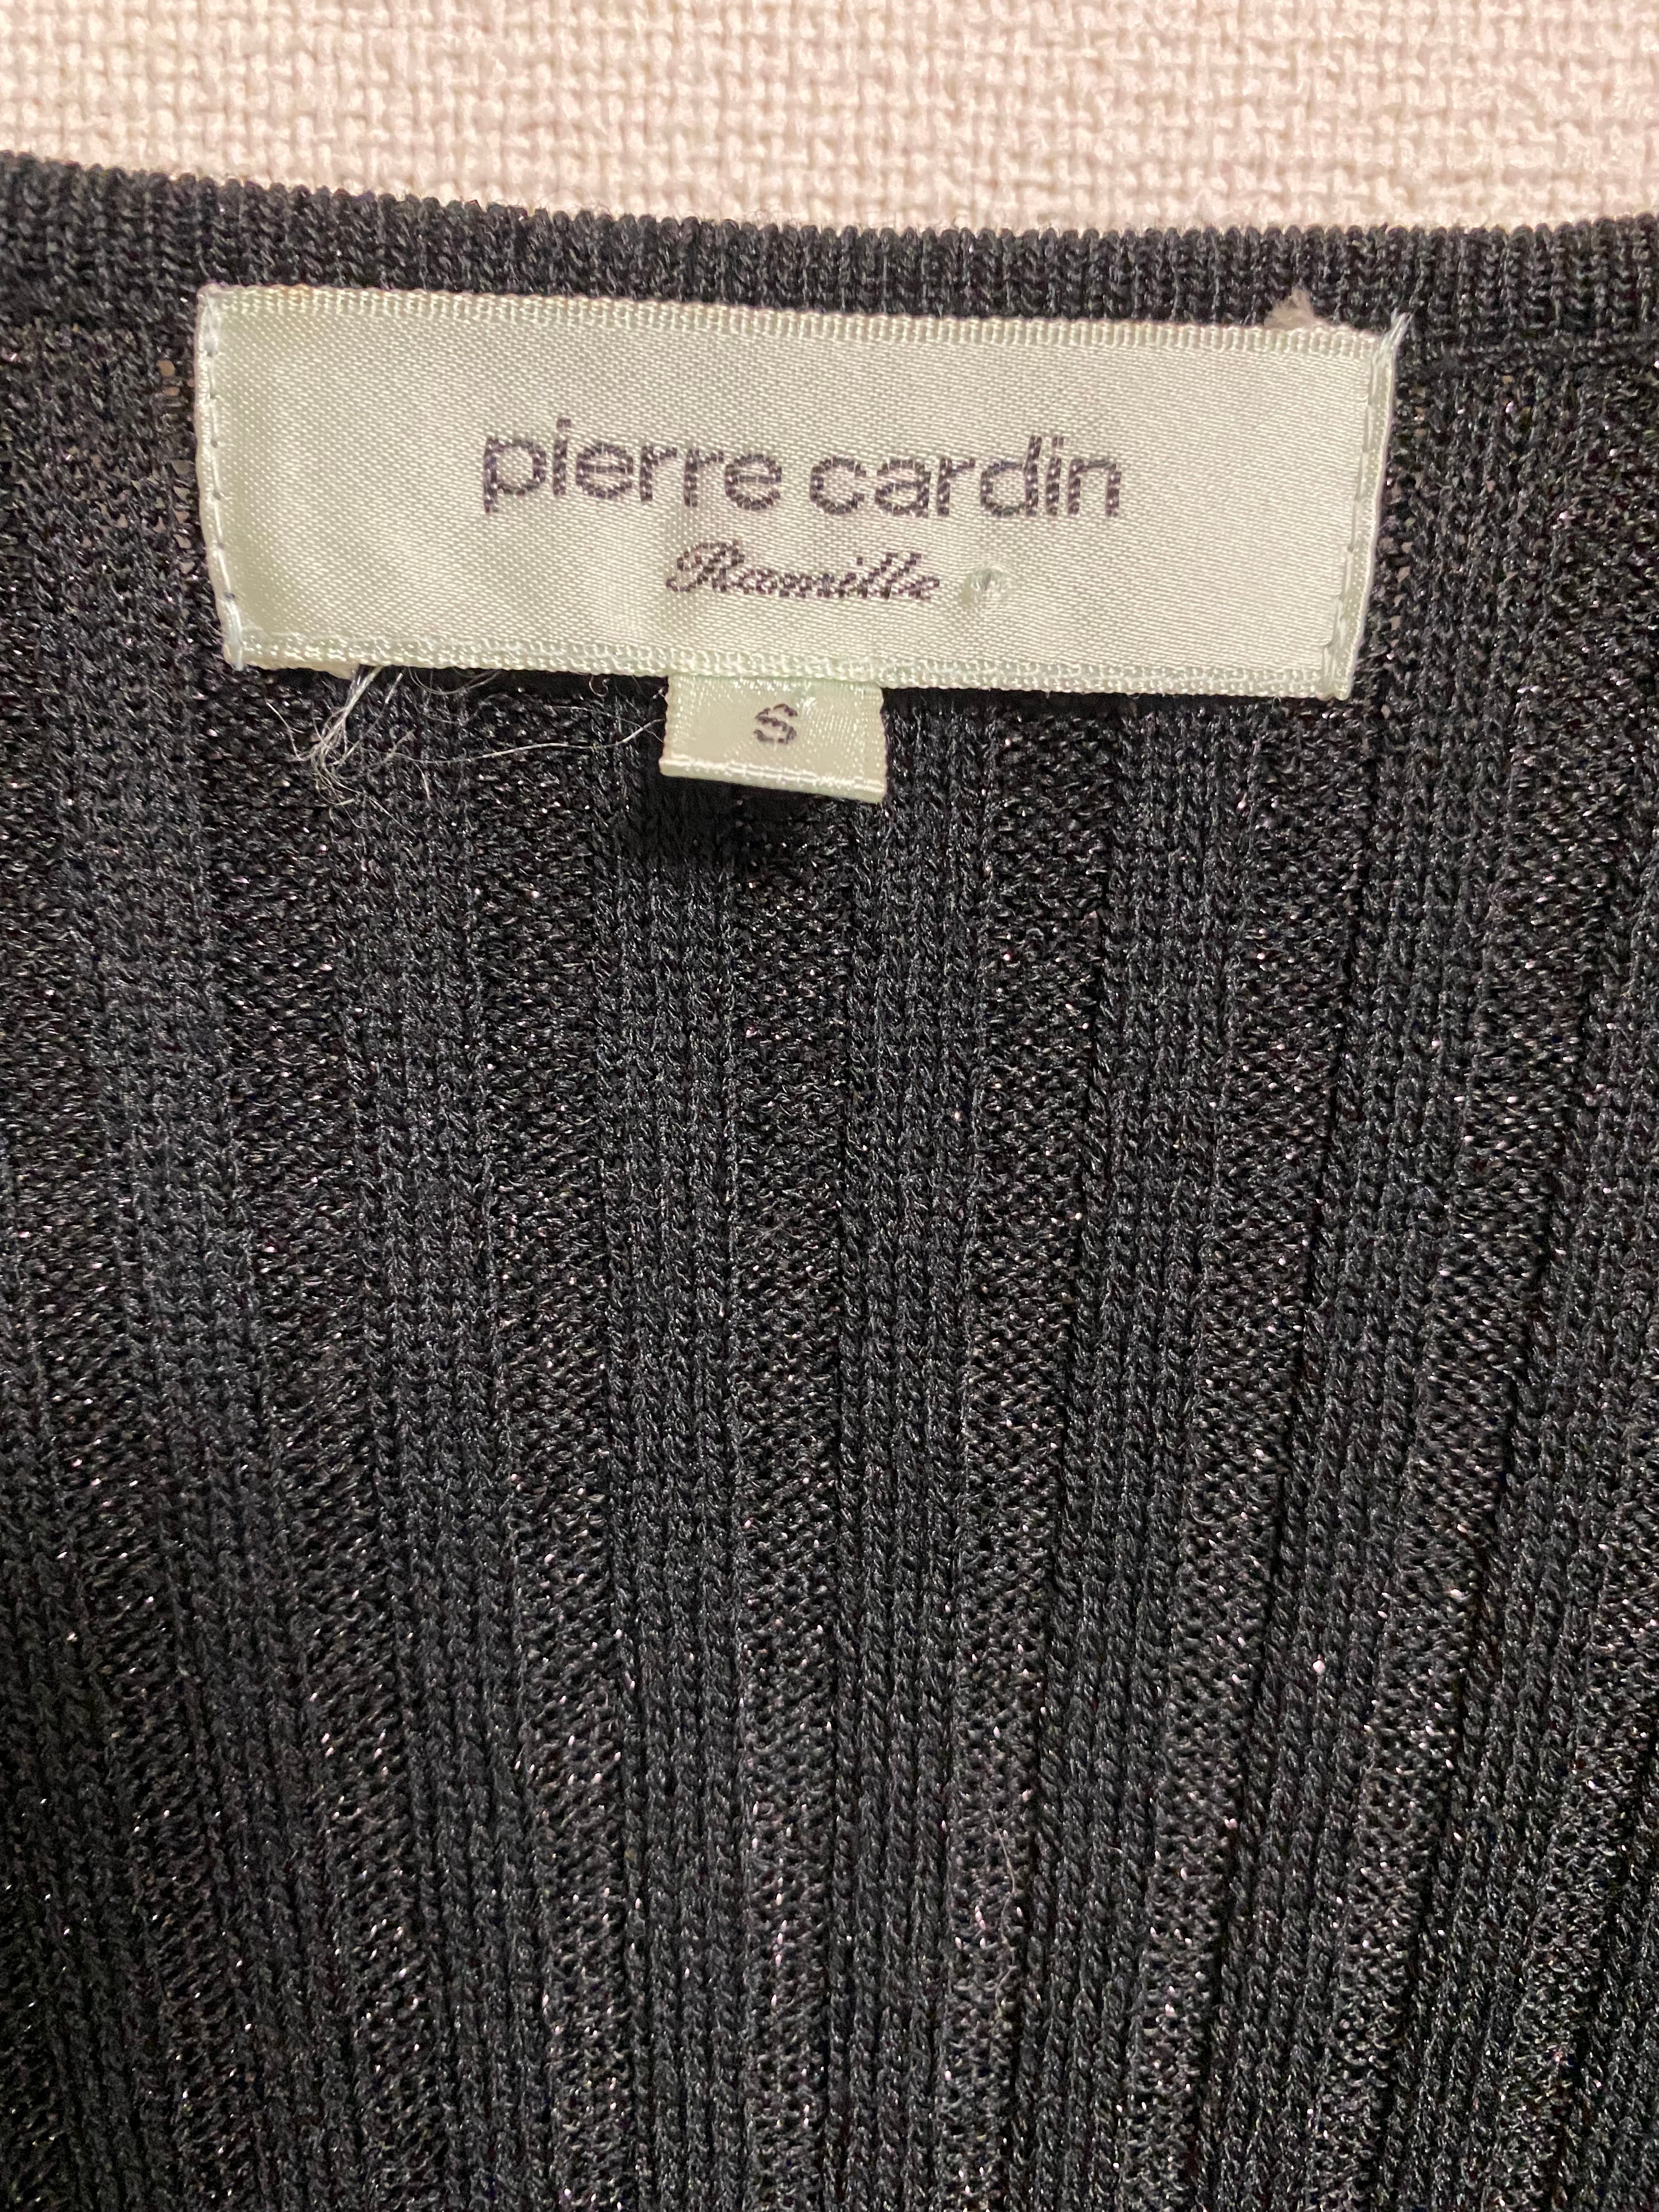 pierre cardin
Ramille
S